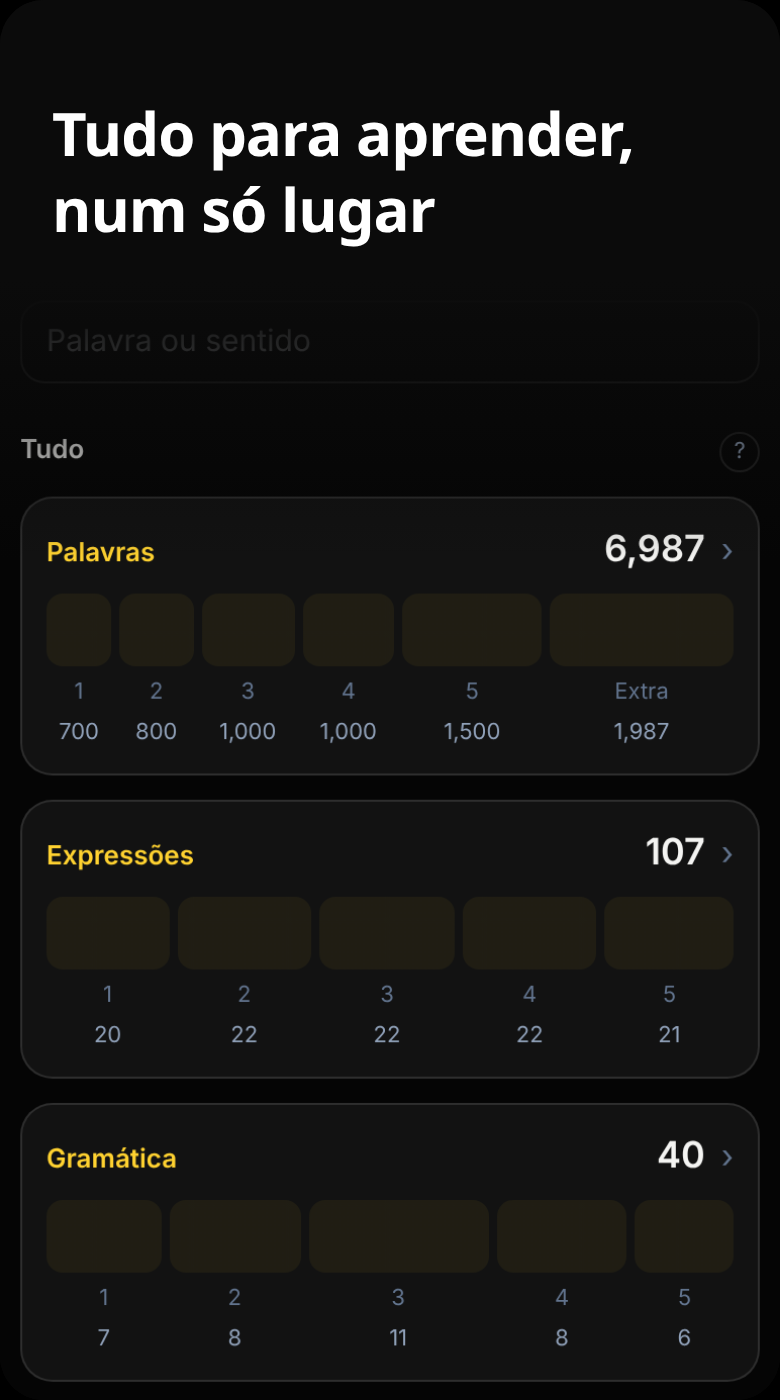 Tudo para aprender,
num só lugar
Palavra ou sentido
Tudo ?
Palavras 6,987 ›
1 2 3 4 5 Extra
700 800 1,000 1,000 1,500 1,987
Expressões 107 ›
1 2 3 4 5
20 22 22 22 21
Gramática 40 ›
1 2 3 4 5
7 8 11 8 6